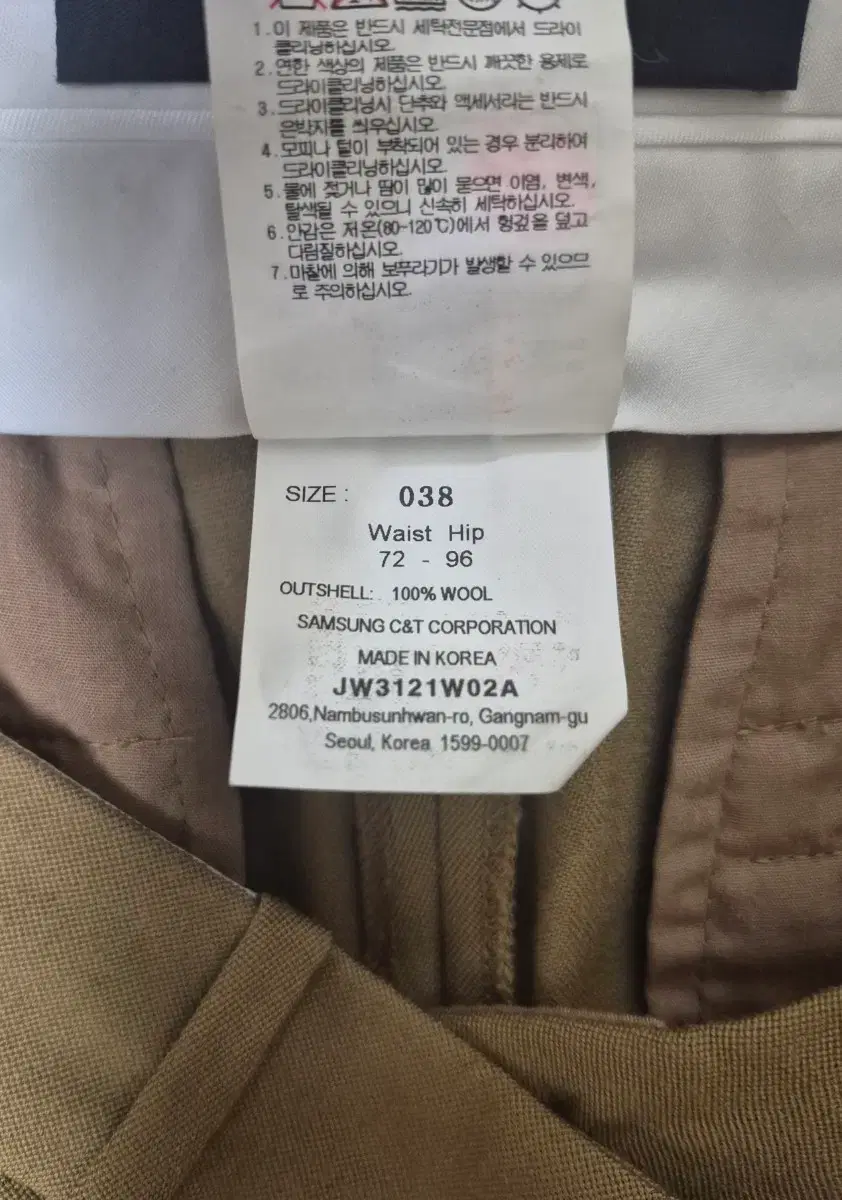 1.이 제품은 반드시 세탁전문점에서 드라이
클리닝하십시오.
2.연한 색상의 제품은 반드시 깨끗한 용제로
드라이클리닝하십시오.
3.드라이클리닝시 단추와 액세서리는 반드시
은박지를 씌우십시오.
4.모피나 털이 부착되어 있는 경우 분리하여
드라이클리닝하십시오.
5.물에 젖거나 땀이 많이 묻으면 이염, 변색,
탈색될 수 있으니 신속히 세탁하십시오.
6.안감은 저온(80~120℃)에서 헝겊을 덮고
다림질하십시오.
7.마찰에 의해 보푸라기가 발생할 수 있으므
로 주의하십시오.
SIZE : 038
Waist Hip
72 - 96
OUTSHELL: 100% WOOL
SAMSUNG C&T CORPORATION
MADE IN KOREA
JW3121W02A
2806,Nambusunhwan-ro, Gangnam-gu
Seoul, Korea 1599-0007